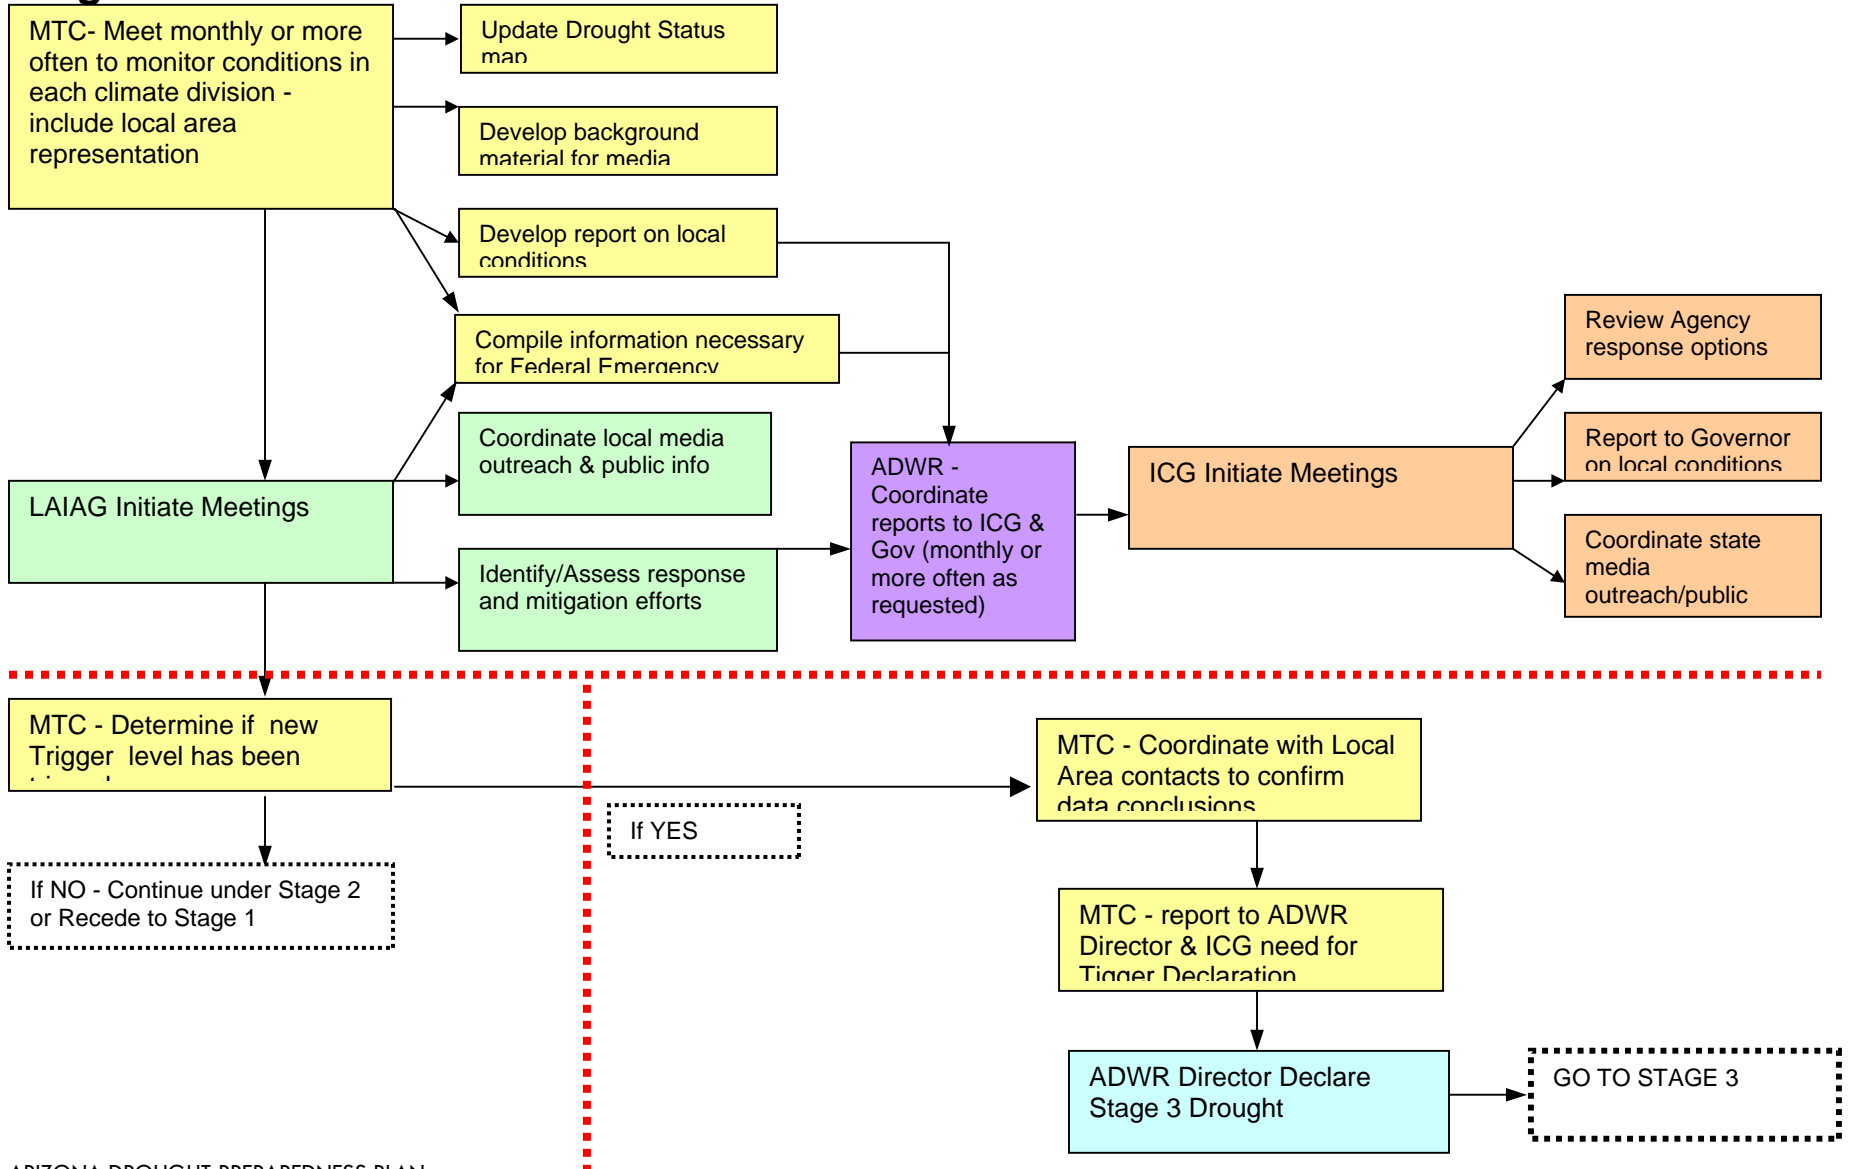 MTC- Meet monthly or more
often to monitor conditions in
each climate division -
include local area
representation
Update Drought Status
map
Develop background
material for media
Develop report on local
conditions
Compile information necessary
for Federal Emergency
Coordinate local media
outreach & public info
LAIAG Initiate Meetings
Identify/Assess response
and mitigation efforts
ADWR -
Coordinate
reports to ICG &
Gov (monthly or
more often as
requested)
ICG Initiate Meetings
Review Agency
response options
Report to Governor
on local conditions
Coordinate state
media
outreach/public
MTC - Determine if new
Trigger level has been
If YES
If NO - Continue under Stage 2
or Recede to Stage 1
MTC - Coordinate with Local
Area contacts to confirm
data conclusions
MTC - report to ADWR
Director & ICG need for
Tigger Declaration
ADWR Director Declare
Stage 3 Drought
GO TO STAGE 3
ARIZONA DROUGHT PREPAREDNESS PLAN